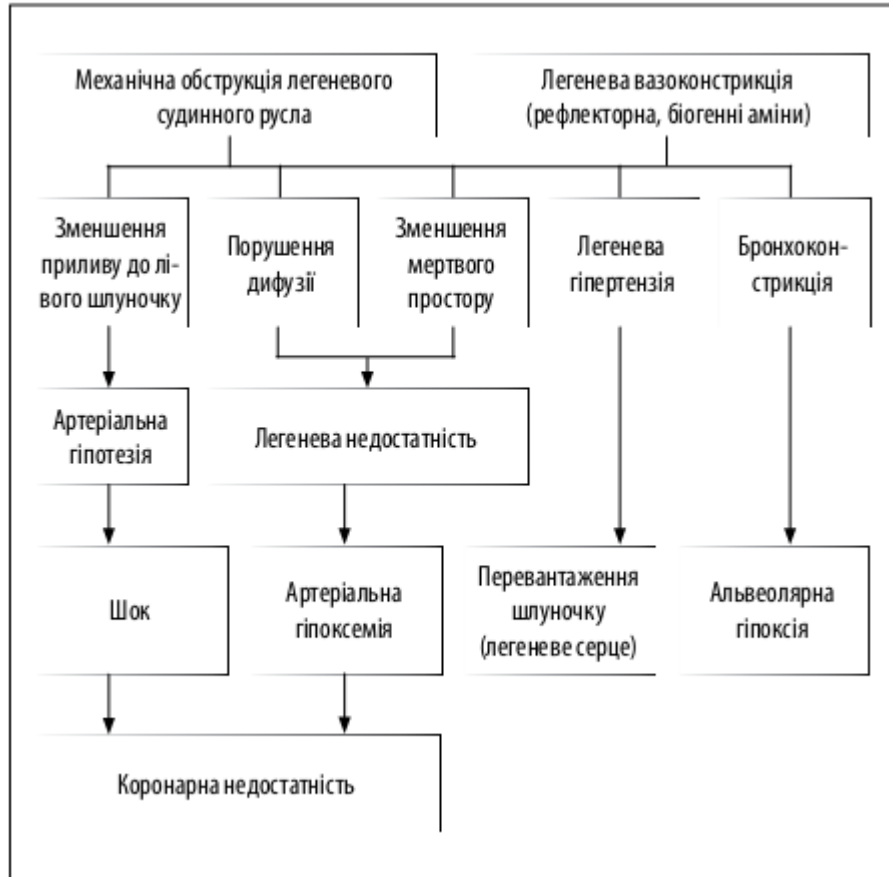 Механічна обструкція легеневого
судинного русла
Легенева вазоконстрикція
(рефлекторна, біогенні аміни)
Зменшення
приливу до лі-
вого шлуночку
Порушення
дифузії
Зменшення
мертвого
простору
Легенева
гіпертензія
Бронхокон-
стрикція
Артеріальна
гіпотезія
Легенева недостатність
Шок
Артеріальна
гіпоксемія
Перевантаження
шлуночку
(легеневе серце)
Альвеолярна
гіпоксія
Коронарна недостатність